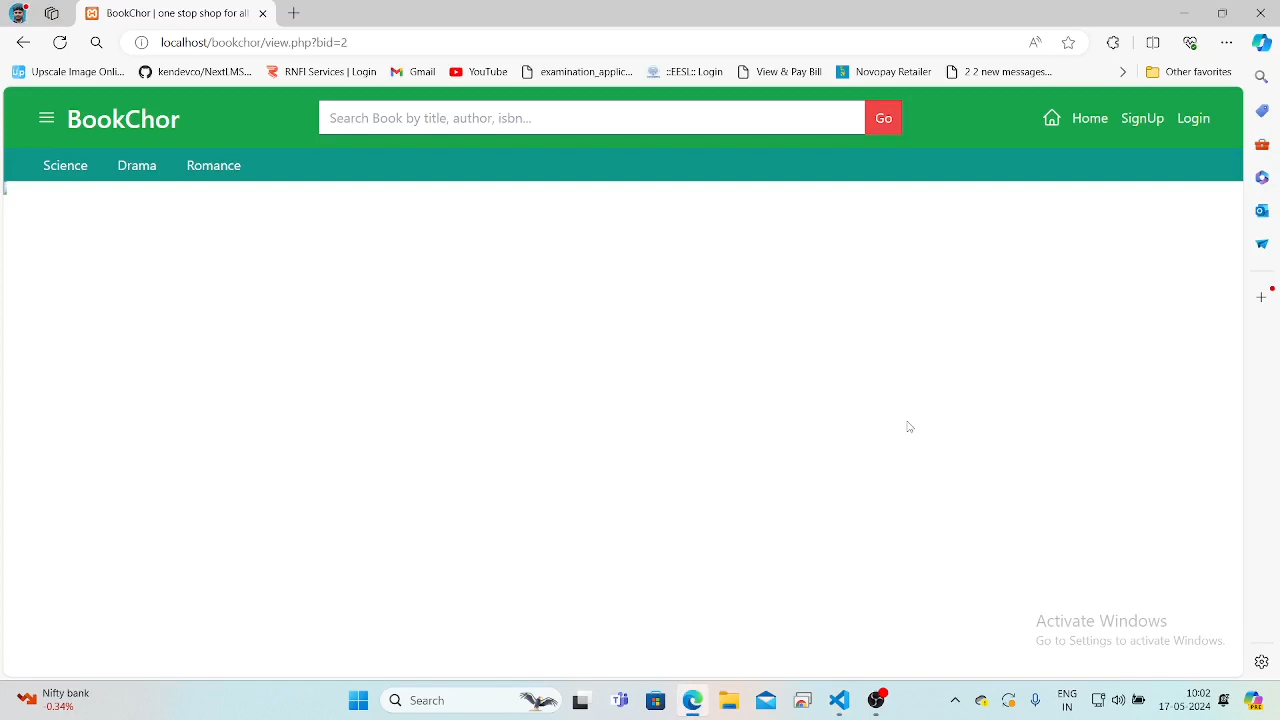 BookChor | one stop shop for all
localhost/bookchor/view.php?bid=2
Upscale Image Onl...
kendamo/NextLMS...
RNFI Services | Login
Gmail
YouTube
examination_applic...
::EESL:: Login
View & Pay Bill
Novopay Retailer
2 2 new messages...
Other favorites
BookChor
Search Book by title, author, isbn...
Go
Home
SignUp
Login
Science
Drama
Romance
Activate Windows
Go to Settings to activate Windows.
Nifty bank
-0.34%
Search
ENG
IN
10:02
17-05-2024